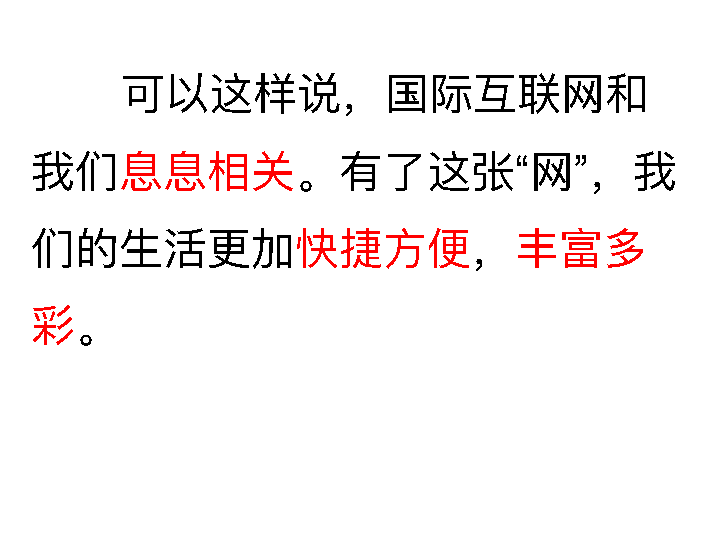 可以这样说，国际互联网和
我们息息相关。有了这张“网”，我
们的生活更加快捷方便，丰富多
彩。